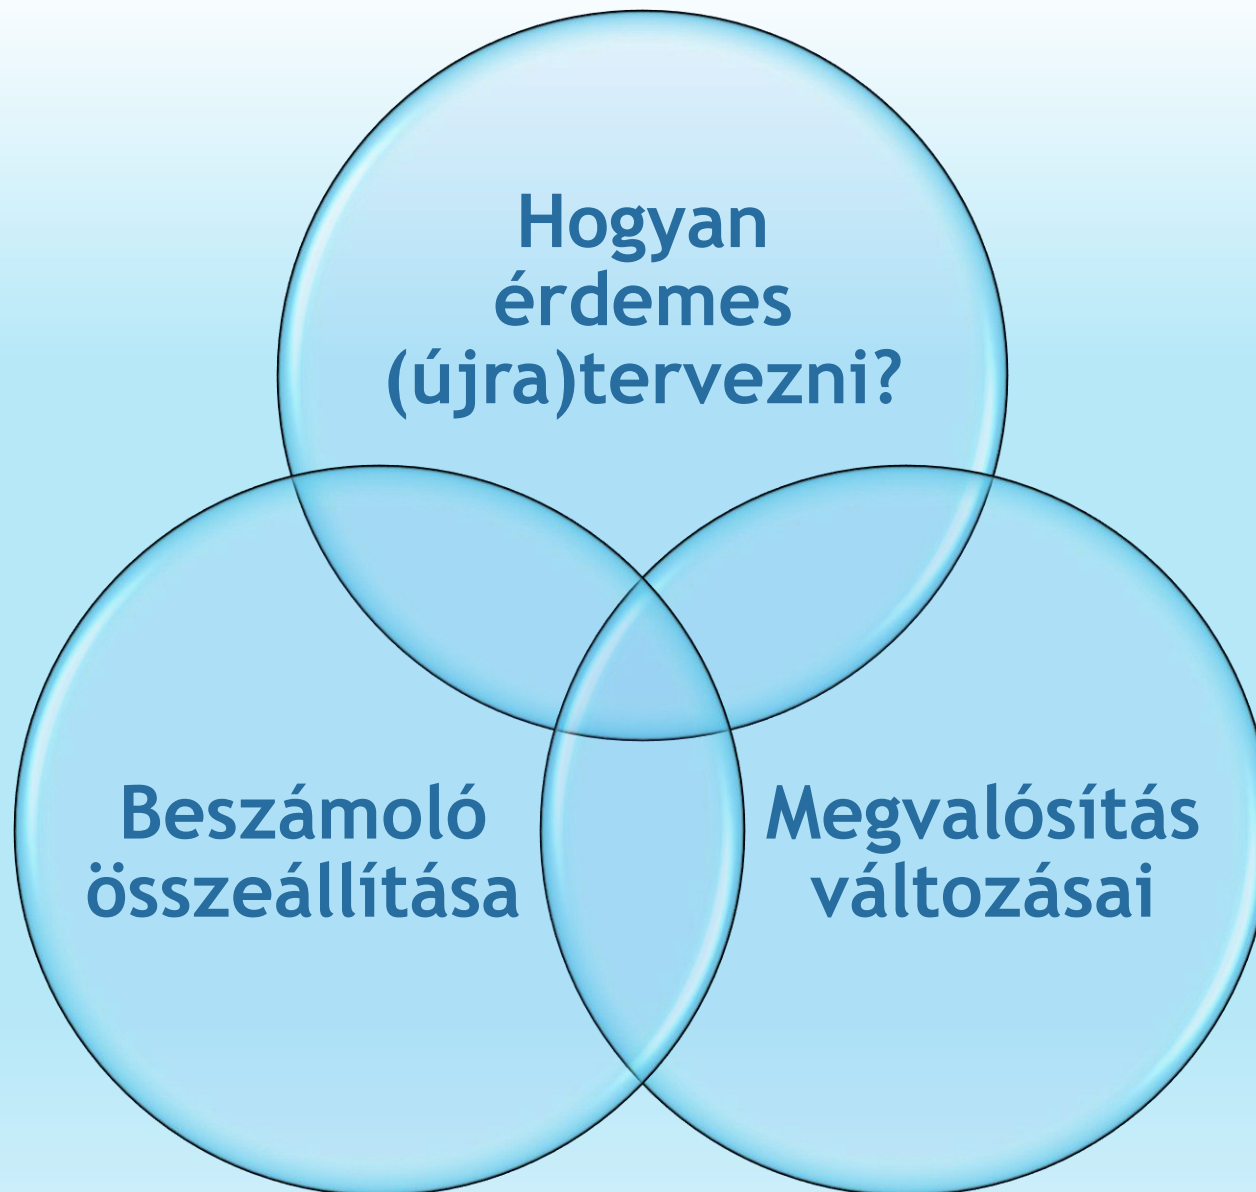 Hogyan
érdemes
(újra)tervezni?
Beszámoló
összeállítása
Megvalósítás
változásai